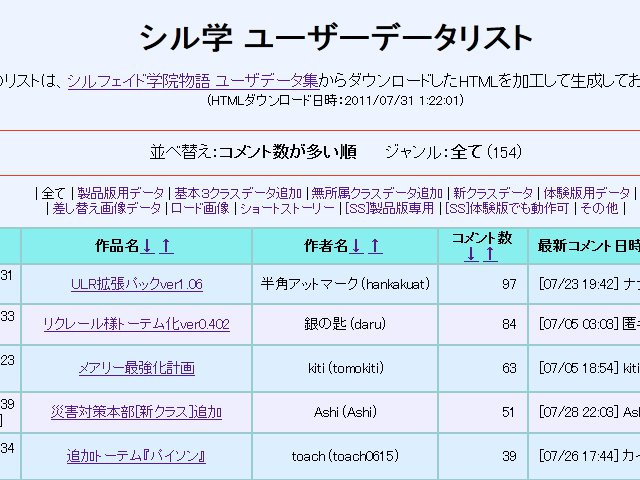 シル学 ユーザーデータリスト
のリストは、シルフェイド学院物語 ユーザデータ集からダウンロードしたHTMLを加工して生成してお
(HTMLダウンロード日時：2011/07/31 1:22:01)
並べ替え：コメント数が多い順 ジャンル：全て (154)
| 全て | 製品版用データ | 基本３クラスデータ追加 | 無所属クラスデータ追加 | 新クラスデータ | 体験版用データ |
| 差し替え画像データ | ロード画像 | ショートストーリー | [SS]製品版専用 | [SS]体験版でも動作可 | その他 |
作品名↓ ↑ 作者名↓ ↑ コメント数 ↓ ↑ 最新コメント日時
31 ULR拡張パックver1.06 半角アットマーク (hankakuat) 97 [07/23 19:42] ナナ
33 リクレール様トーテム化ver0.402 銀の匙 (daru) 84 [07/05 03:03] 匿
23 メアリー最強化計画 kiti (tomokiti) 63 [07/05 18:54] kiti
39 ] 災害対策本部[新クラス]追加 Ashi (Ashi) 51 [07/28 22:03] Ash
34 追加トーテム『バイソン』 toach (toach0615) 39 [07/26 17:44] カイ